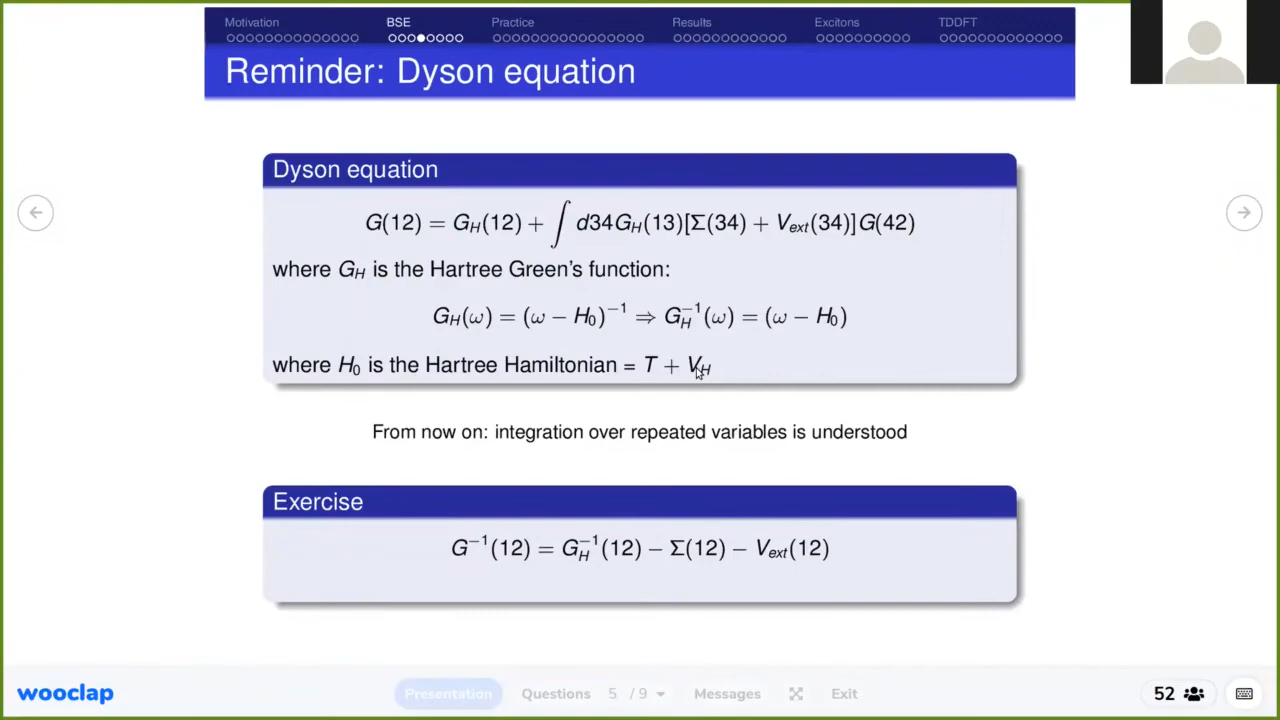 Motivation BSE Practice Results Excitons TDDFT
Reminder: Dyson equation
Dyson equation
G(12) = G_H(12) + ∫ d34G_H(13)[Σ(34) + V_ext(34)]G(42)
where G_H is the Hartree Green's function:
G_H(ω) = (ω − H_0)^−1 ⇒ G_H^−1(ω) = (ω − H_0)
where H_0 is the Hartree Hamiltonian = T + V_H
From now on: integration over repeated variables is understood
Exercise
G^−1(12) = G_H^−1(12) − Σ(12) − V_ext(12)
wooclap Presentation Questions 5 / 9 Messages Exit 52